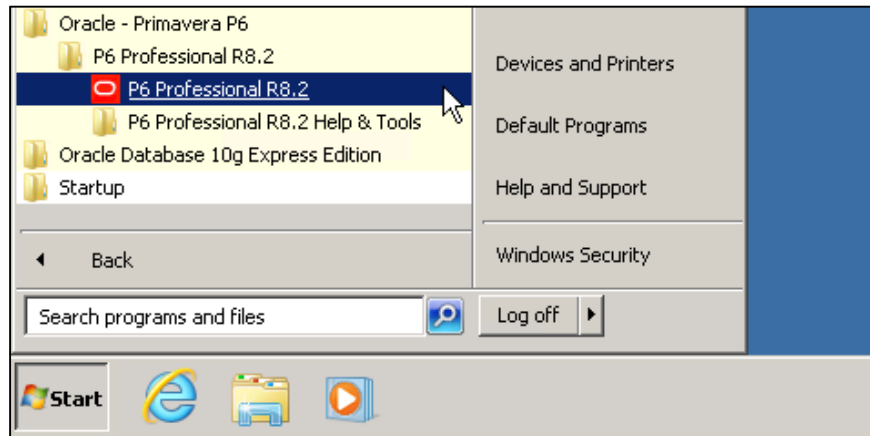 Oracle - Primavera P6
P6 Professional R8.2
P6 Professional R8.2
P6 Professional R8.2 Help & Tools
Oracle Database 10g Express Edition
Startup
Back
Search programs and files
Devices and Printers
Default Programs
Help and Support
Windows Security
Log off
Start